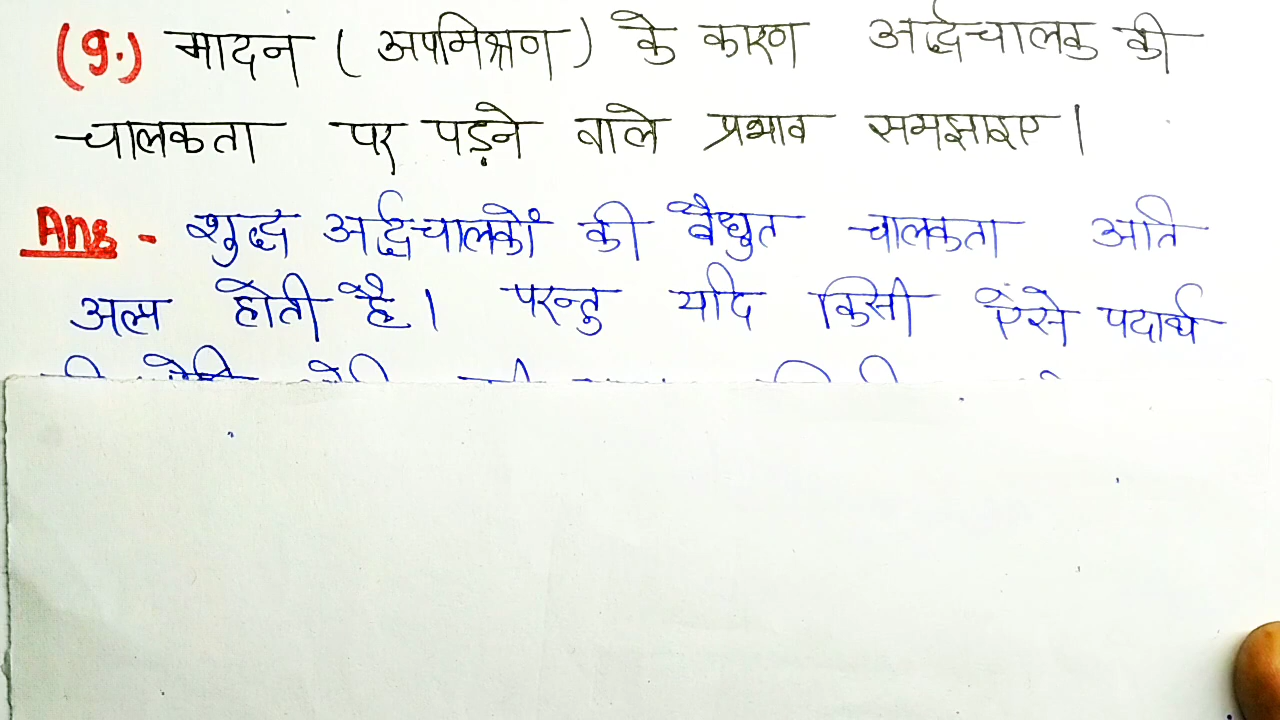 (9.) मादन ( अपमिश्रण ) के कारण अर्द्धचालक की
चालकता पर पड़ने वाले प्रभाव समझाइए।
Ans - शुद्ध अर्द्धचालकों की वैधुत चालकता अति
अल्प होती है। परन्तु यदि किसी ऐसे पदार्थ